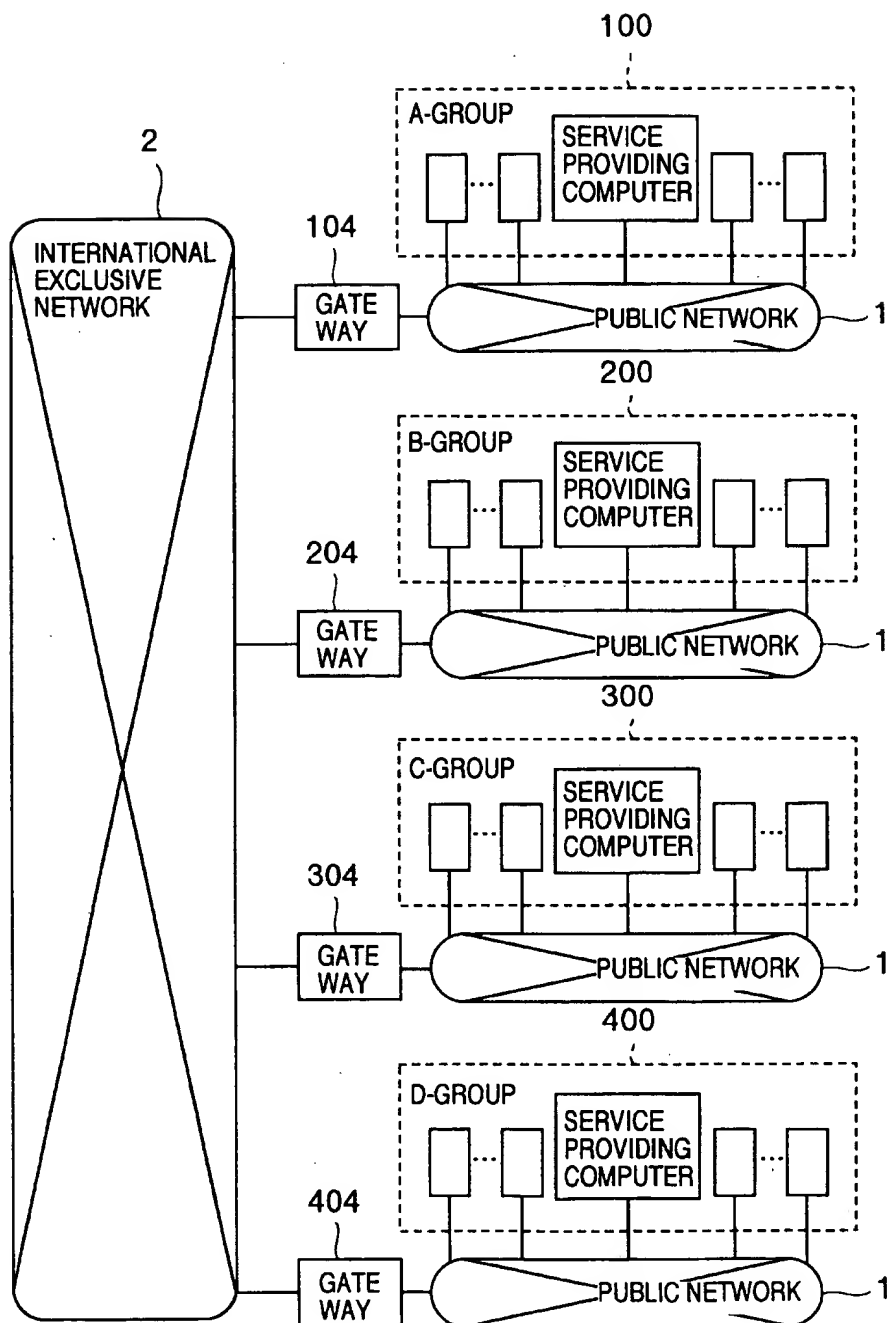 100
A-GROUP
SERVICE
PROVIDING
COMPUTER
2
INTERNATIONAL
EXCLUSIVE
NETWORK
104
GATE
WAY
PUBLIC NETWORK
1
200
B-GROUP
SERVICE
PROVIDING
COMPUTER
204
GATE
WAY
PUBLIC NETWORK
1
300
C-GROUP
SERVICE
PROVIDING
COMPUTER
304
GATE
WAY
PUBLIC NETWORK
1
400
D-GROUP
SERVICE
PROVIDING
COMPUTER
404
GATE
WAY
PUBLIC NETWORK
1